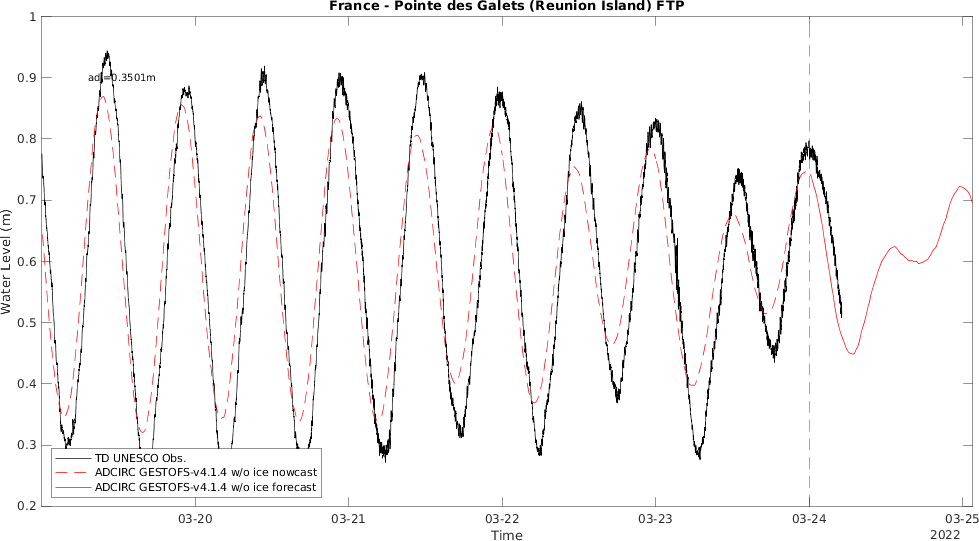 France - Pointe des Galets (Reunion Island) FTP
1
0.9
0.8
0.7
0.6
0.5
0.4
0.3
0.2
Water Level (m)
adj=0.3501m
TD UNESCO Obs.
ADCIRC GESTOFS-v4.1.4 w/o ice nowcast
ADCIRC GESTOFS-v4.1.4 w/o ice forecast
03-20
03-21
03-22
03-23
03-24
03-25
Time
2022